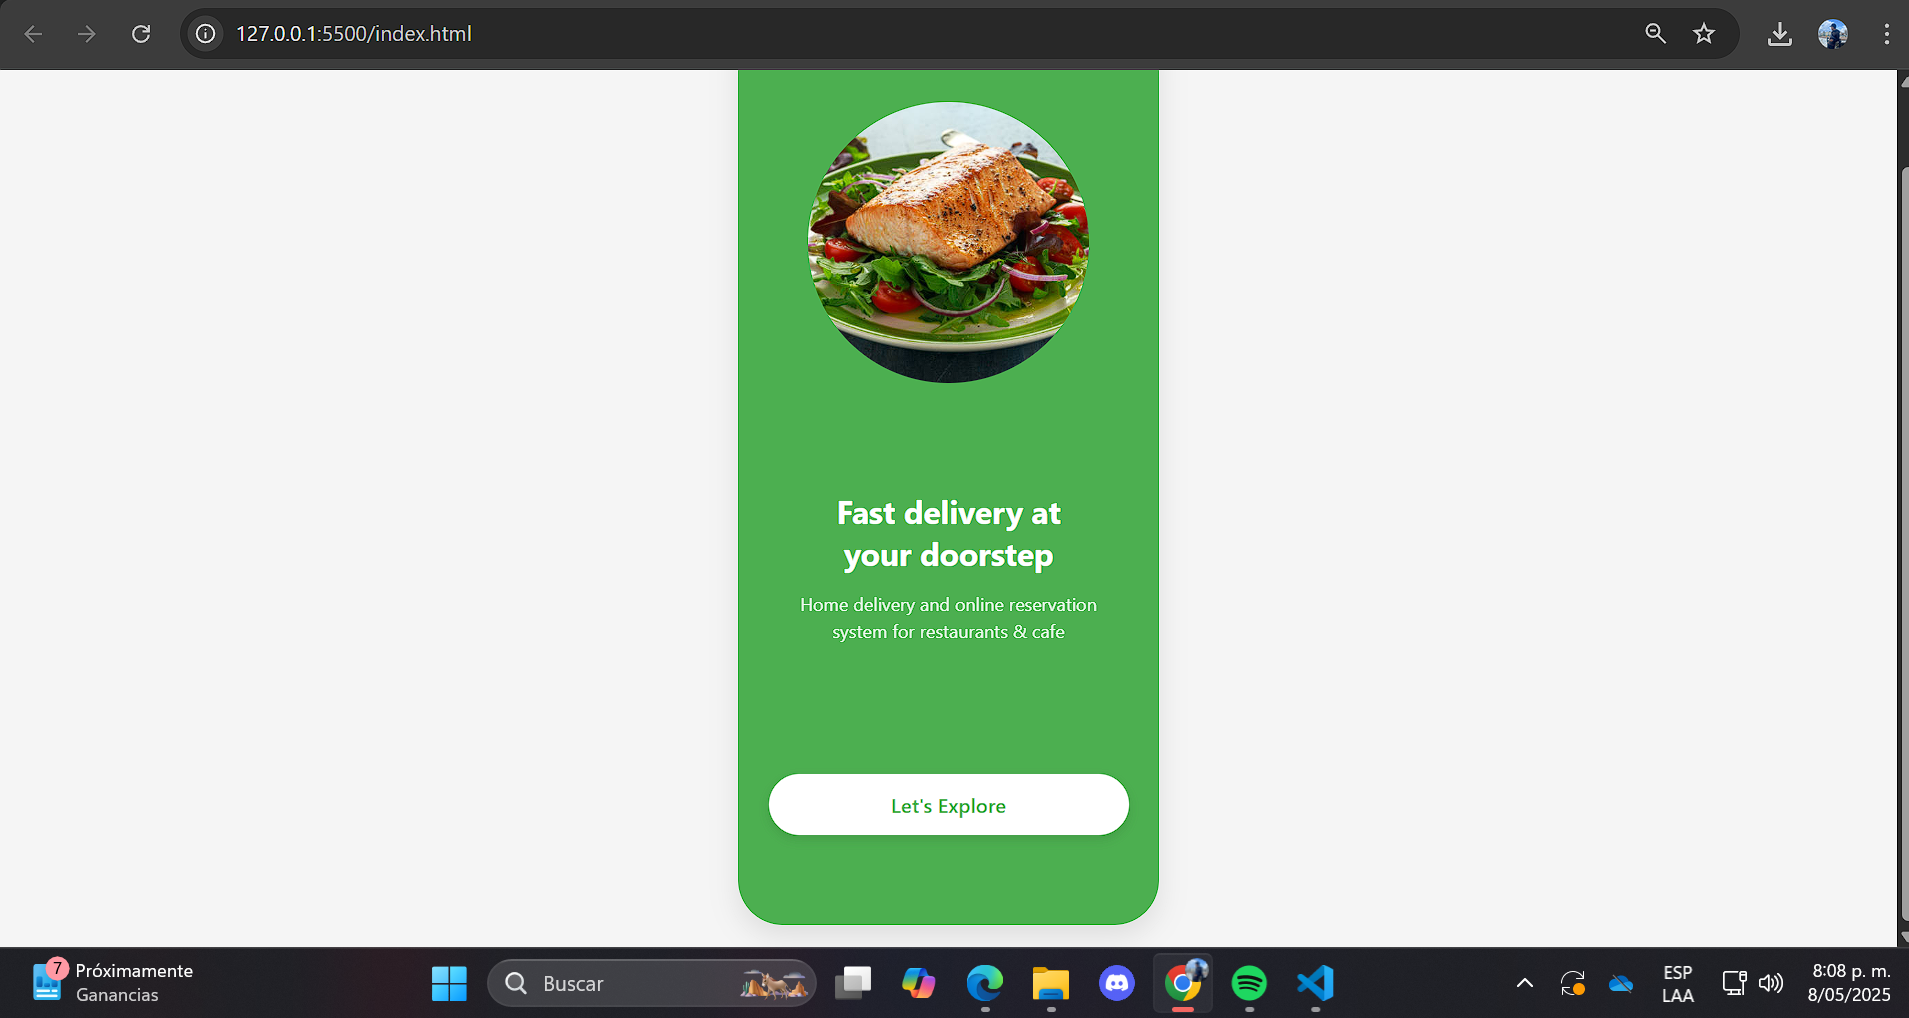 127.0.0.1:5500/index.html
Fast delivery at
your doorstep
Home delivery and online reservation
system for restaurants & cafe
Let's Explore
7
Próximamente
Ganancias
Buscar
ESP
LAA
8:08 p. m.
8/05/2025